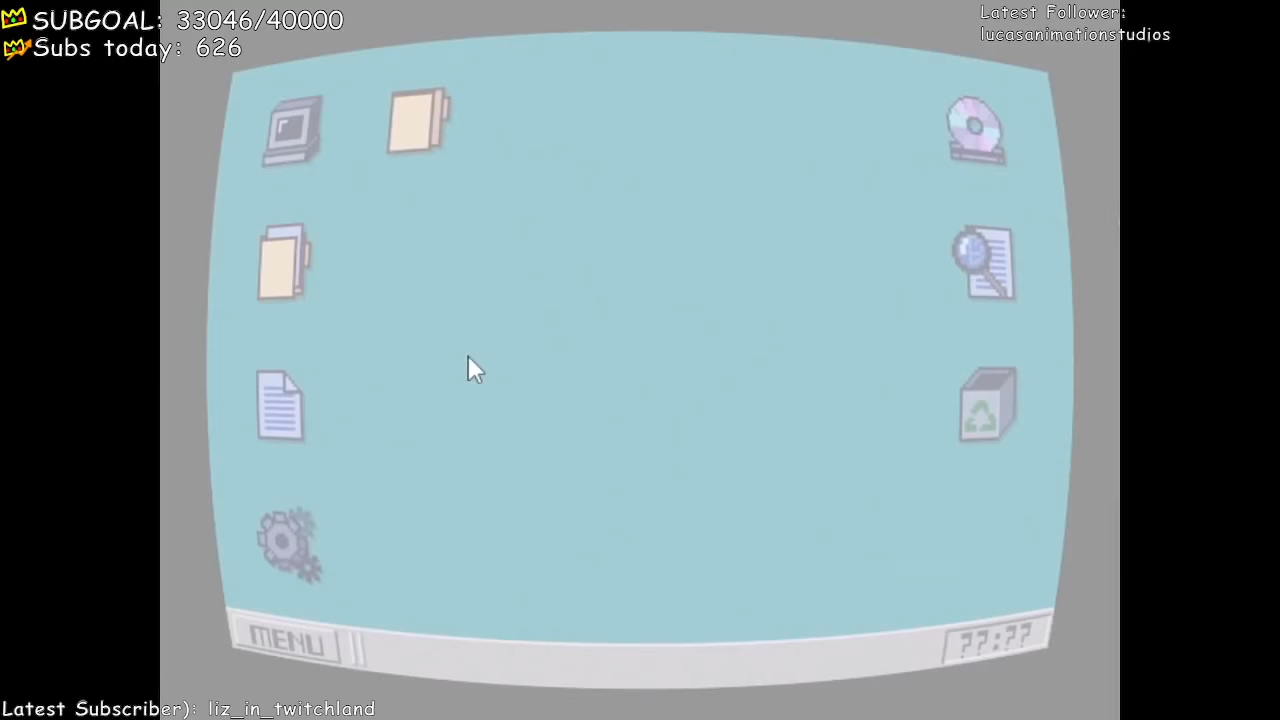 SUBGOAL: 33046/40000
Subs today: 626
Latest Follower:
lucasanimationstudios
MENU
??:??
Latest Subscriber): liz_in_twitchland